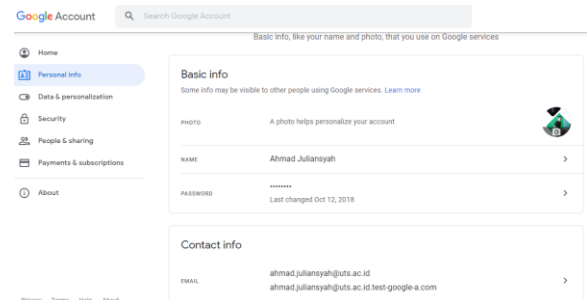 Google Account
Search Google Account
Basic info, like your name and photo, that you use on Google services
Home
Personal info
Data & personalization
Security
People & sharing
Payments & subscriptions
About
Basic info
Some info may be visible to other people using Google services. Learn more
PHOTO
A photo helps personalize your account
NAME
Ahmad Juliansyah
PASSWORD
••••••••
Last changed Oct 12, 2018
Contact info
EMAIL
ahmad.juliansyah@uts.ac.id
ahmad.juliansyah@uts.ac.id.test-google-a.com
Privacy Terms Help About